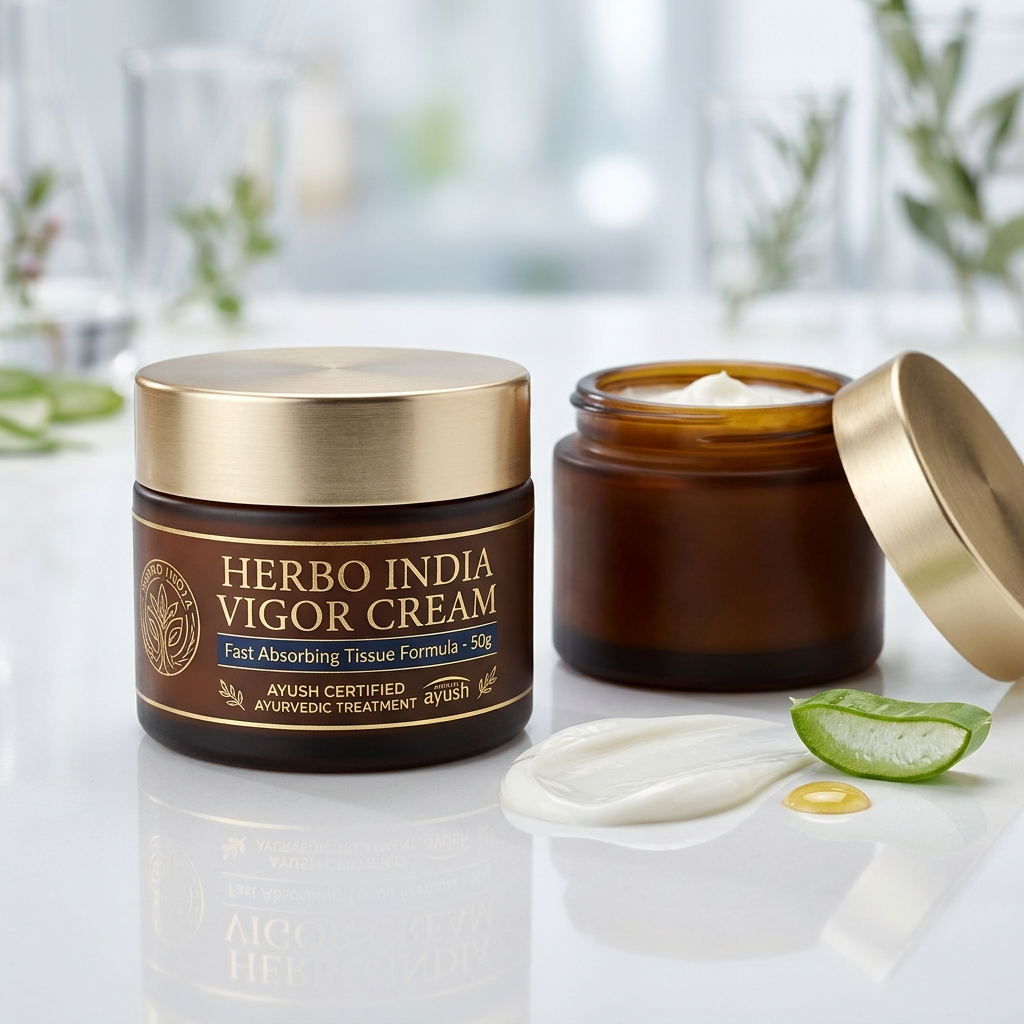 HERBO INDIA
VIGOR CREAM
Fast Absorbing Tissue Formula - 50g
AYUSH CERTIFIED
AYURVEDIC TREATMENT
ayush